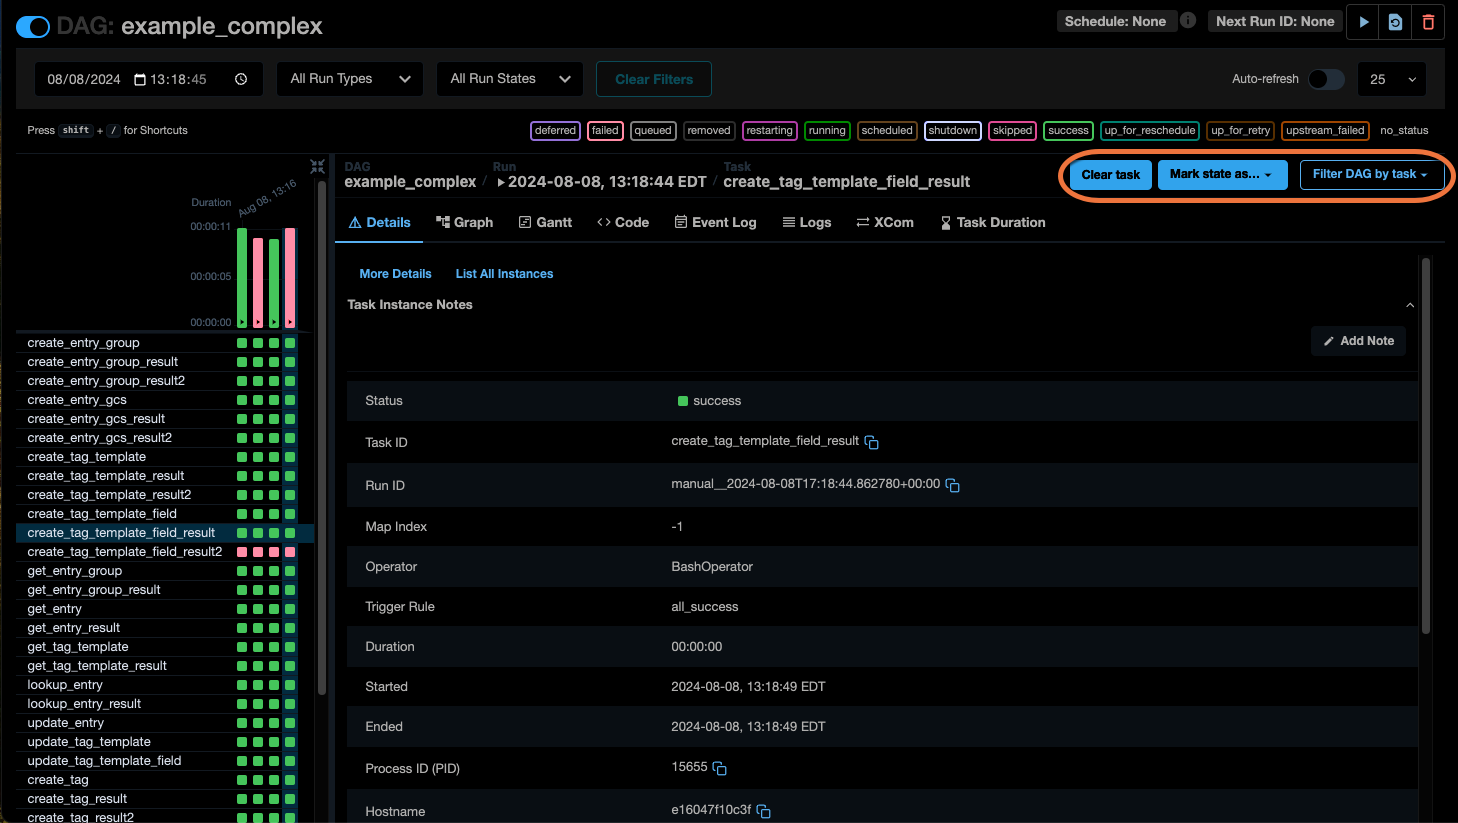 DAG: example_complex
Schedule: None
Next Run ID: None
08/08/2024 13:18:45
All Run Types
All Run States
Clear Filters
Auto-refresh
25
Press shift + / for Shortcuts
deferred failed queued removed restarting running scheduled shutdown skipped success up_for_reschedule up_for_retry upstream_failed no_status
Duration
Aug 08, 13:16
00:00:11
00:00:05
00:00:00
create_entry_group
create_entry_group_result
create_entry_group_result2
create_entry_gcs
create_entry_gcs_result
create_entry_gcs_result2
create_tag_template
create_tag_template_result
create_tag_template_result2
create_tag_template_field
create_tag_template_field_result
create_tag_template_field_result2
get_entry_group
get_entry_group_result
get_entry
get_entry_result
get_tag_template
get_tag_template_result
lookup_entry
lookup_entry_result
update_entry
update_tag_template
update_tag_template_field
create_tag
create_tag_result
create_tag_result2
DAG Run Task
example_complex / 2024-08-08, 13:18:44 EDT / create_tag_template_field_result
Clear task
Mark state as...
Filter DAG by task
Details Graph Gantt Code Event Log Logs XCom Task Duration
More Details List All Instances
Task Instance Notes
Add Note
Status success
Task ID create_tag_template_field_result
Run ID manual__2024-08-08T17:18:44.862780+00:00
Map Index -1
Operator BashOperator
Trigger Rule all_success
Duration 00:00:00
Started 2024-08-08, 13:18:49 EDT
Ended 2024-08-08, 13:18:49 EDT
Process ID (PID) 15655
Hostname e16047f10c3f